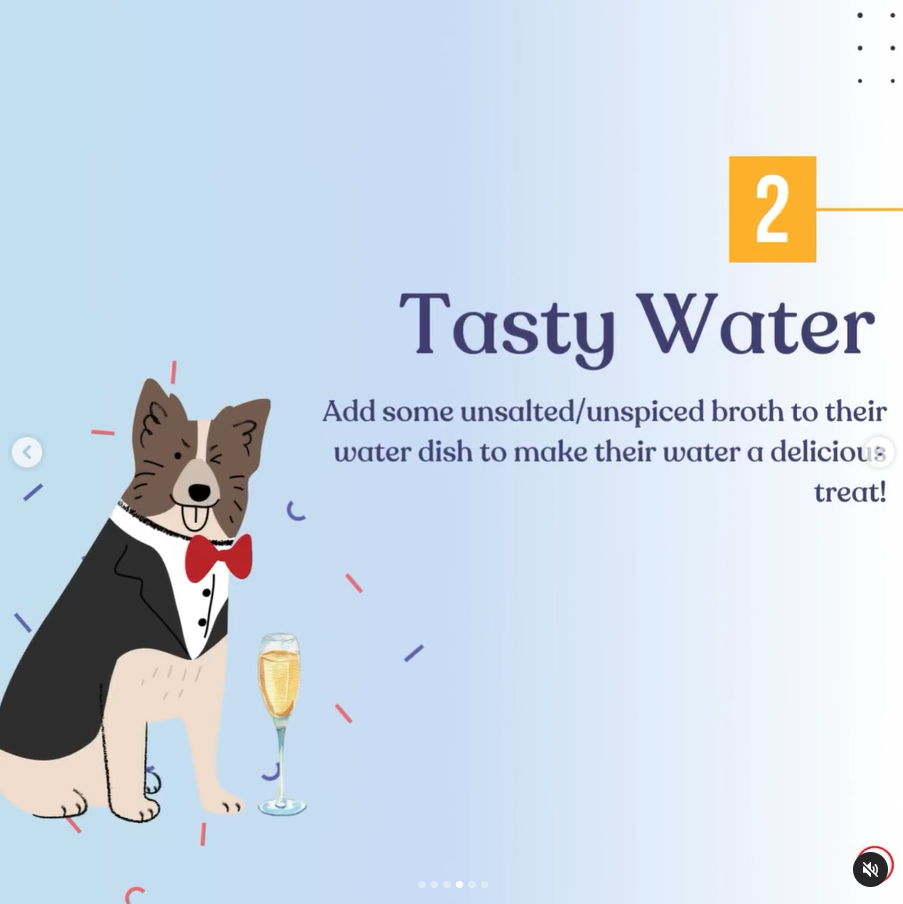 2
Tasty Water
Add some unsalted/unspiced broth to their
water dish to make their water a delicious
treat!